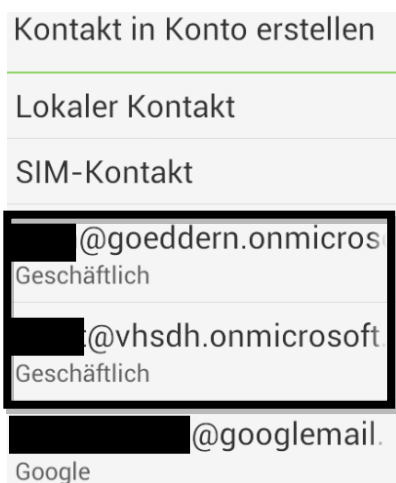 Kontakt in Konto erstellen
Lokaler Kontakt
SIM-Kontakt
@goeddern.onmicros
Geschäftlich
@vhsdh.onmicrosoft.
Geschäftlich
@googlemail.
Google